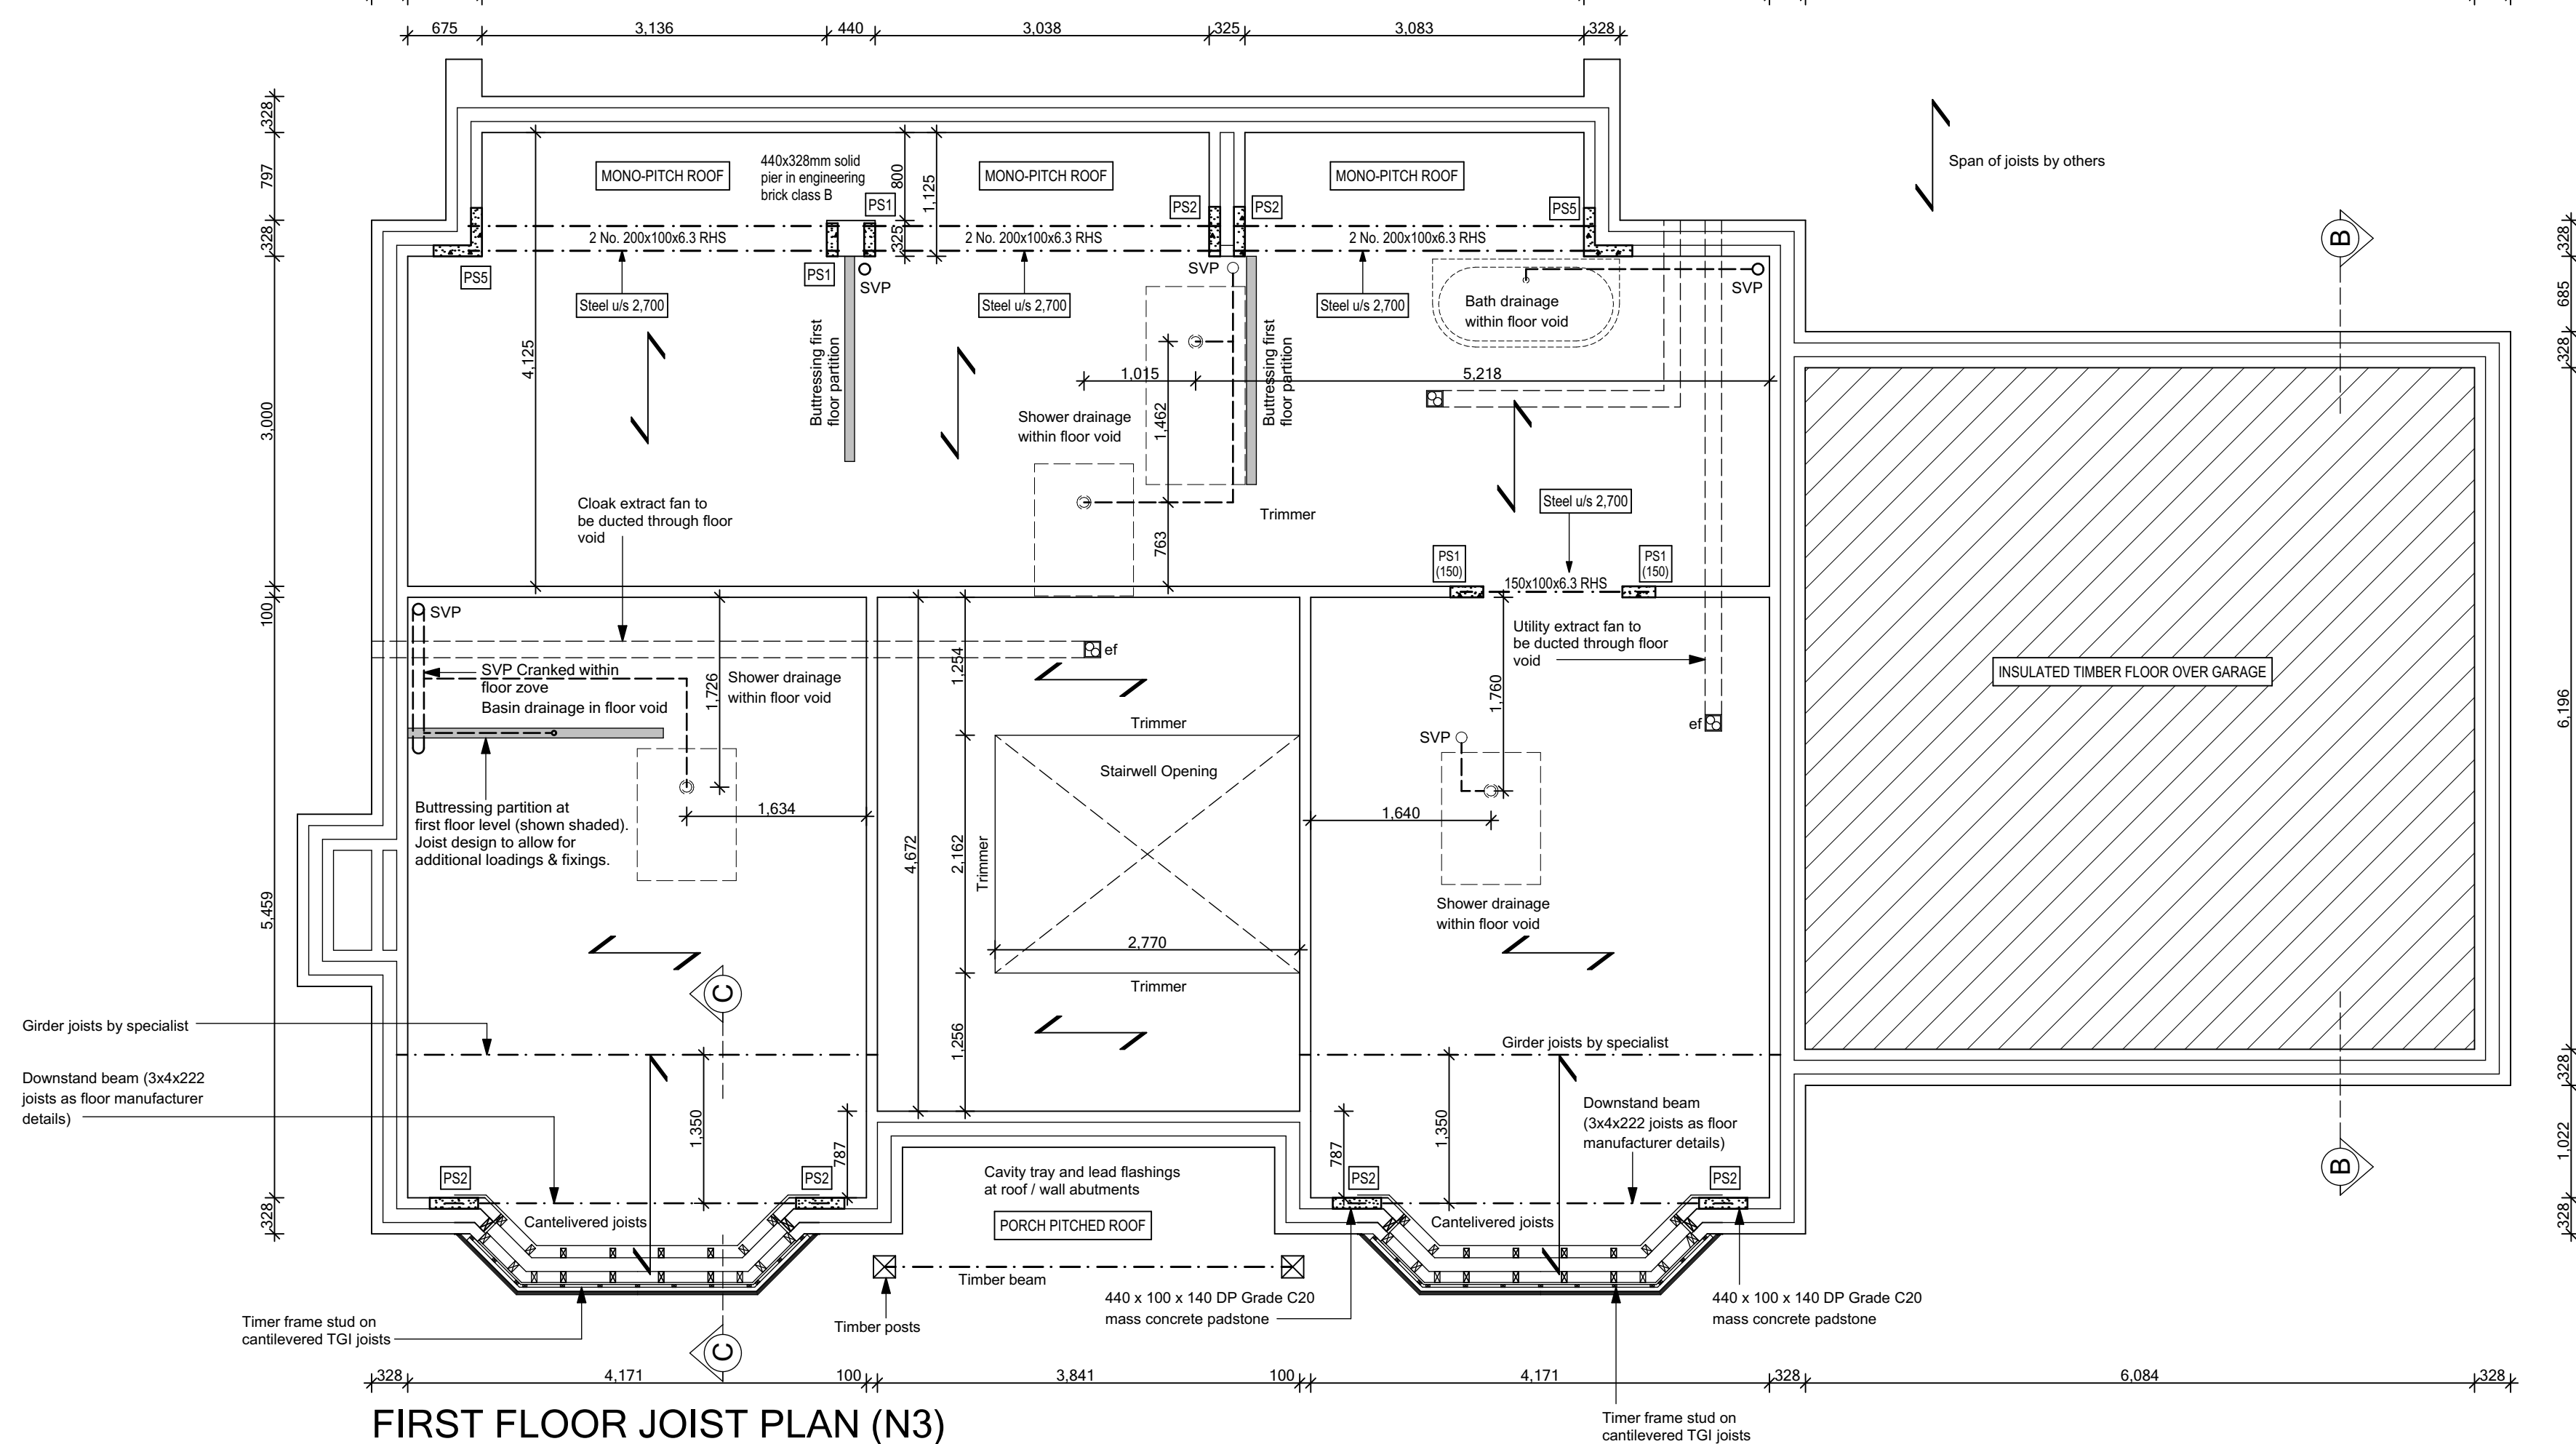 675 3,136 440 3,038 325 3,083 328
328
797
328
3,000
100
5,459
328
440x328mm solid
pier in engineering
brick class B
MONO-PITCH ROOF
MONO-PITCH ROOF
MONO-PITCH ROOF
800
1,125
325
PS1
PS2
PS2
PS5
Span of joists by others
2 No. 200x100x6.3 RHS
2 No. 200x100x6.3 RHS
2 No. 200x100x6.3 RHS
B
PS5
PS1
SVP
SVP
SVP
Steel u/s 2,700
Steel u/s 2,700
Steel u/s 2,700
Bath drainage
within floor void
328
685
328
6,196
328
1,022
328
4,125
Buttressing first
floor partition
Buttressing first
floor partition
1,015
5,218
1,462
Shower drainage
within floor void
Cloak extract fan to
be ducted through floor
void
Trimmer
Steel u/s 2,700
763
PS1
(150)
PS1
(150)
150x100x6.3 RHS
SVP
ef
1,254
Utility extract fan to
be ducted through floor
void
SVP Cranked within
floor zove
Basin drainage in floor void
1,726
Shower drainage
within floor void
1,760
INSULATED TIMBER FLOOR OVER GARAGE
Trimmer
ef
SVP
Stairwell Opening
Buttressing partition at
first floor level (shown shaded).
Joist design to allow for
additional loadings & fixings.
1,634
1,640
4,672
2,162
Trimmer
Shower drainage
within floor void
2,770
C
Trimmer
Girder joists by specialist
1,256
Girder joists by specialist
Downstand beam (3x4x222
joists as floor manufacturer
details)
1,350
787
787
1,350
Downstand beam
(3x4x222 joists as floor
manufacturer details)
PS2
PS2
Cavity tray and lead flashings
at roof / wall abutments
PS2
PS2
B
Cantelivered joists
PORCH PITCHED ROOF
Cantelivered joists
Timber beam
440 x 100 x 140 DP Grade C20
mass concrete padstone
440 x 100 x 140 DP Grade C20
mass concrete padstone
Timer frame stud on
cantilevered TGI joists
Timber posts
C
328 4,171 100 3,841 100 4,171 328 6,084 328
FIRST FLOOR JOIST PLAN (N3)
Timer frame stud on
cantilevered TGI joists